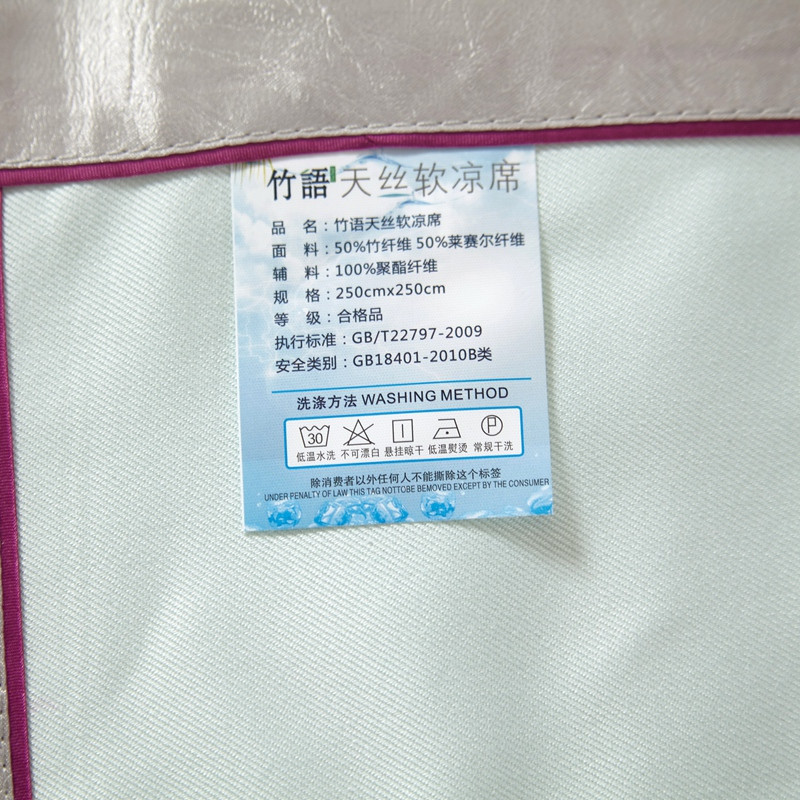 竹語天丝软凉席
品 名：竹语天丝软凉席
面 料：50%竹纤维 50%莱赛尔纤维
辅 料：100%聚酯纤维
规 格：250cmx250cm
等 级：合格品
执行标准：GB/T22797-2009
安全类别：GB18401-2010B类
洗涤方法 WASHING METHOD
30 P
低温水洗 不可漂白 悬挂晾干 低温熨烫 常规干洗
除消费者以外任何人不能撕除这个标签
UNDER PENALTY OF LAW THIS TAG NOTTOBE BEMOVED EXCEPT BY THE CONSUMER